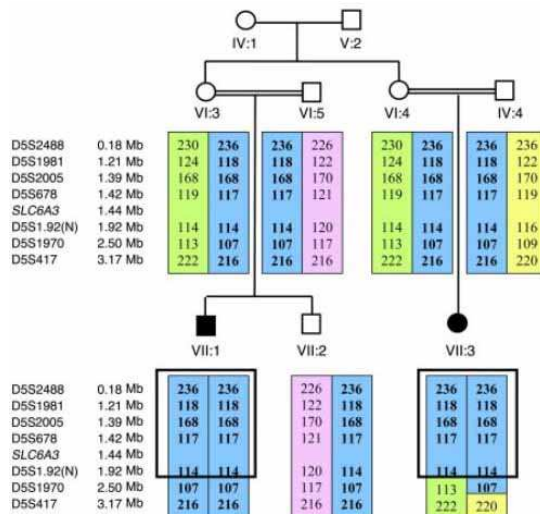 IV:1 V:2
VI:3 VI:5 VI:4 IV:4
D5S2488 0.18 Mb 230 236 236 226 230 236 236 236
D5S1981 1.21 Mb 124 118 118 122 124 118 118 122
D5S2005 1.39 Mb 168 168 168 170 168 168 168 170
D5S678 1.42 Mb 119 117 117 121 119 117 117 119
SLC6A3 1.44 Mb
D5S1.92(N) 1.92 Mb 114 114 114 120 114 114 114 116
D5S1970 2.50 Mb 113 107 107 117 113 107 107 109
D5S417 3.17 Mb 222 216 216 216 222 216 216 220
VII:1 VII:2 VII:3
D5S2488 0.18 Mb 236 236 226 236 236 236
D5S1981 1.21 Mb 118 118 122 118 118 118
D5S2005 1.39 Mb 168 168 170 168 168 168
D5S678 1.42 Mb 117 117 121 117 117 117
SLC6A3 1.44 Mb
D5S1.92(N) 1.92 Mb 114 114 120 114 114 114
D5S1970 2.50 Mb 107 107 117 107 113 107
D5S417 3.17 Mb 216 216 216 216 222 220